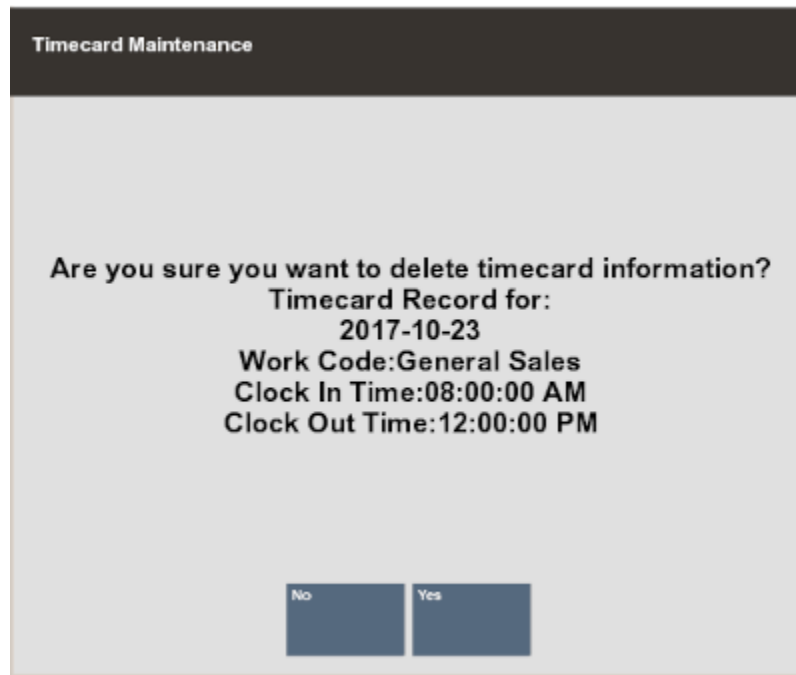 Timecard Maintenance
Are you sure you want to delete timecard information?
Timecard Record for:
2017-10-23
Work Code:General Sales
Clock In Time:08:00:00 AM
Clock Out Time:12:00:00 PM
No
Yes